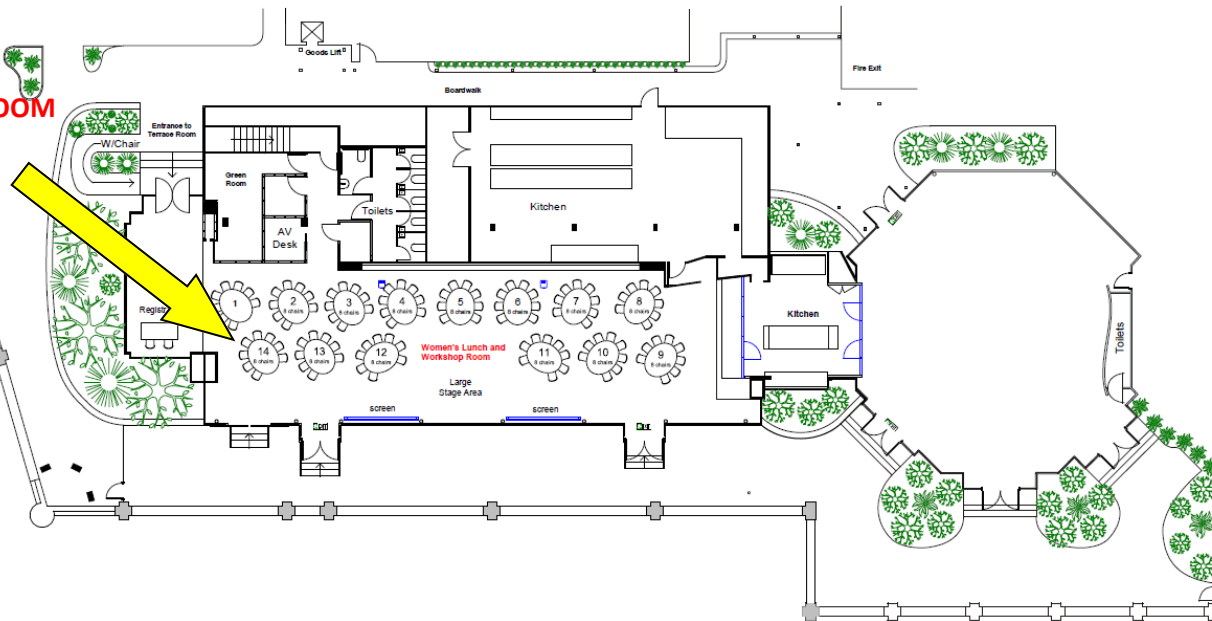 Goods Lift
Fire Exit
Boardwalk
OOM
Entrance to
Terrace Room
W/Chair
Green
Room
Toilets
Kitchen
AV
Desk
1
2
8 chairs
3
8 chairs
4
8 chairs
5
8 chairs
6
8 chairs
7
8 chairs
8
8 chairs
Registr
Kitchen
Toilets
14
8 chairs
13
8 chairs
12
8 chairs
Women's Lunch and
Workshop Room
11
8 chairs
10
8 chairs
9
8 chairs
Large
Stage Area
screen
screen